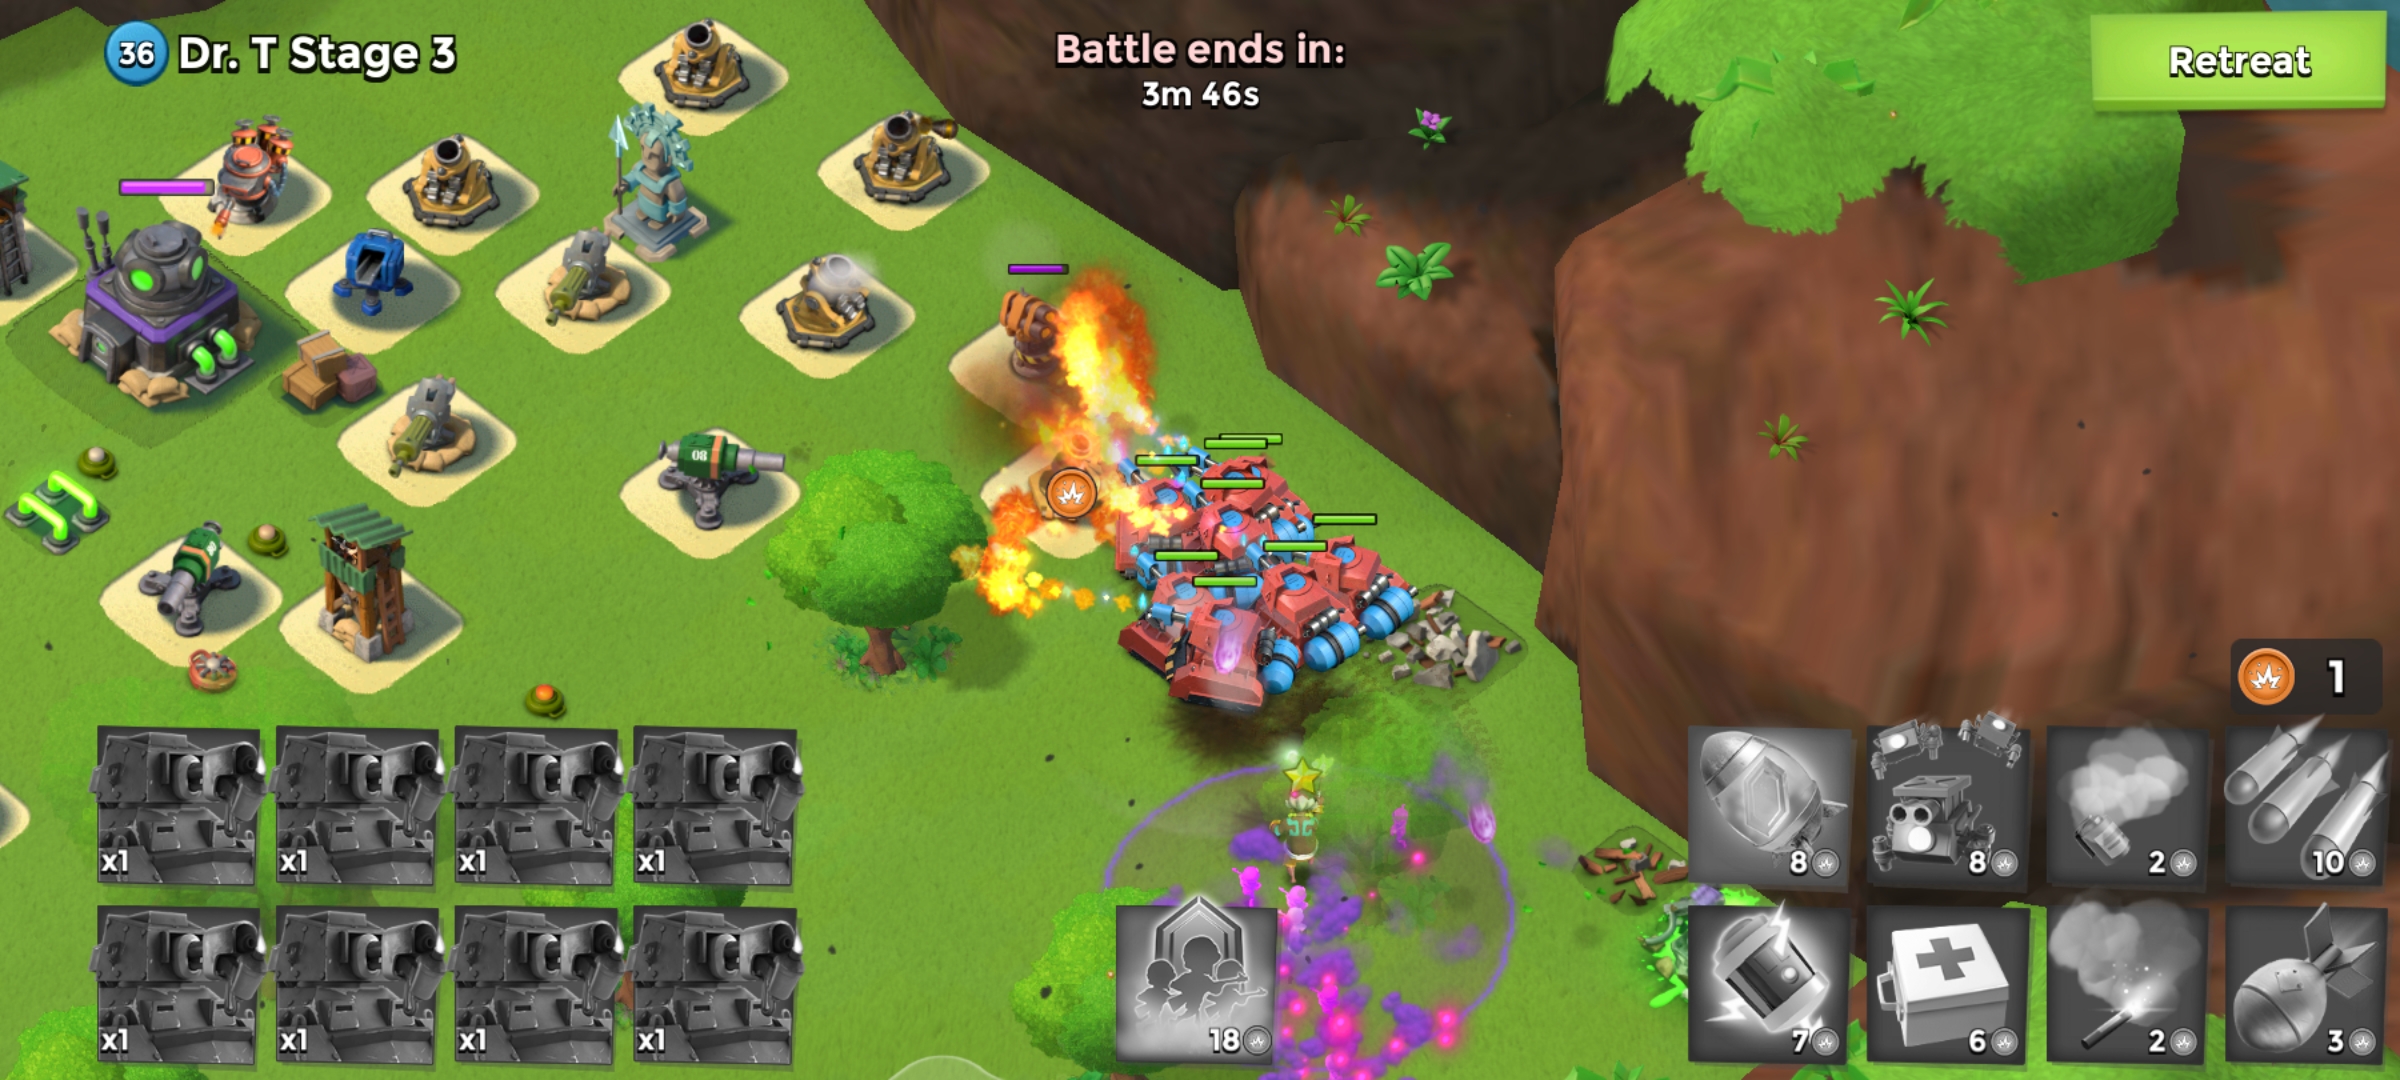 36 Dr. T Stage 3
Battle ends in:
3m 46s
Retreat
08
1
x1 x1 x1 x1
8 8 2 10
x1 x1 x1 x1
18
7 6 2 3